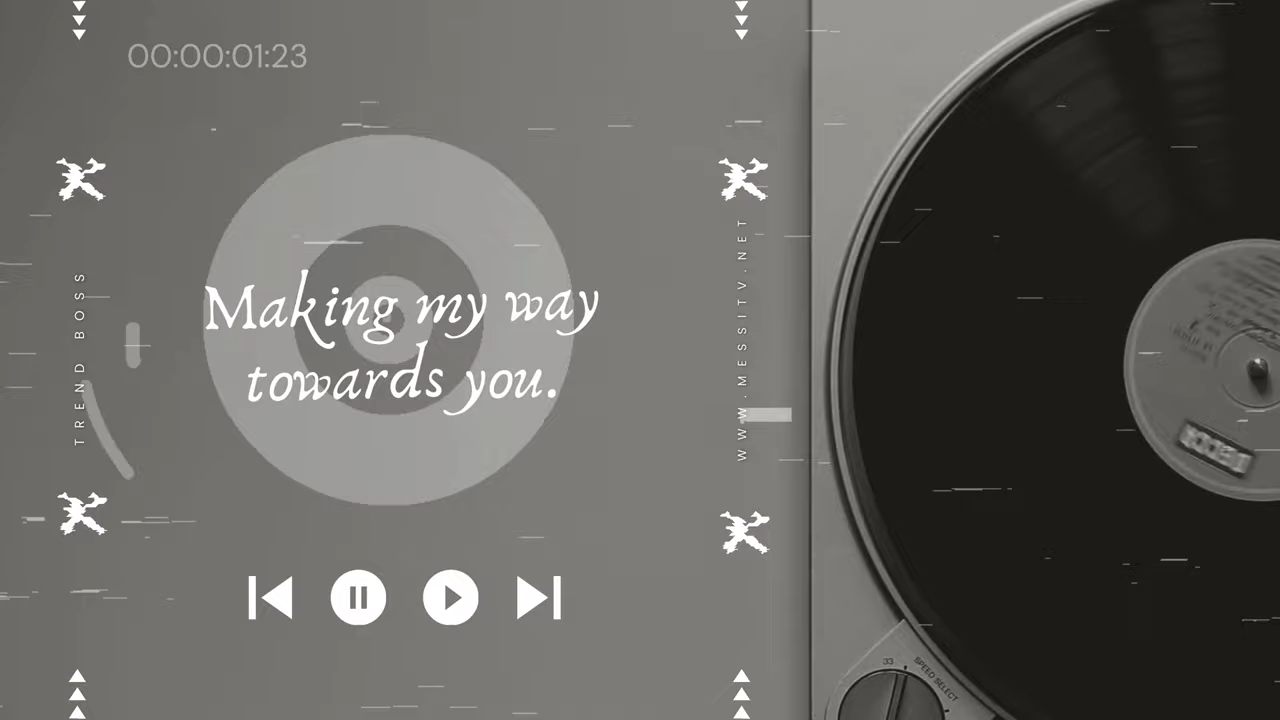 00:00:01:23
TREND BOSS
Making my way
towards you.
WWW.MESSITV.NET
33
SPEED SELECT